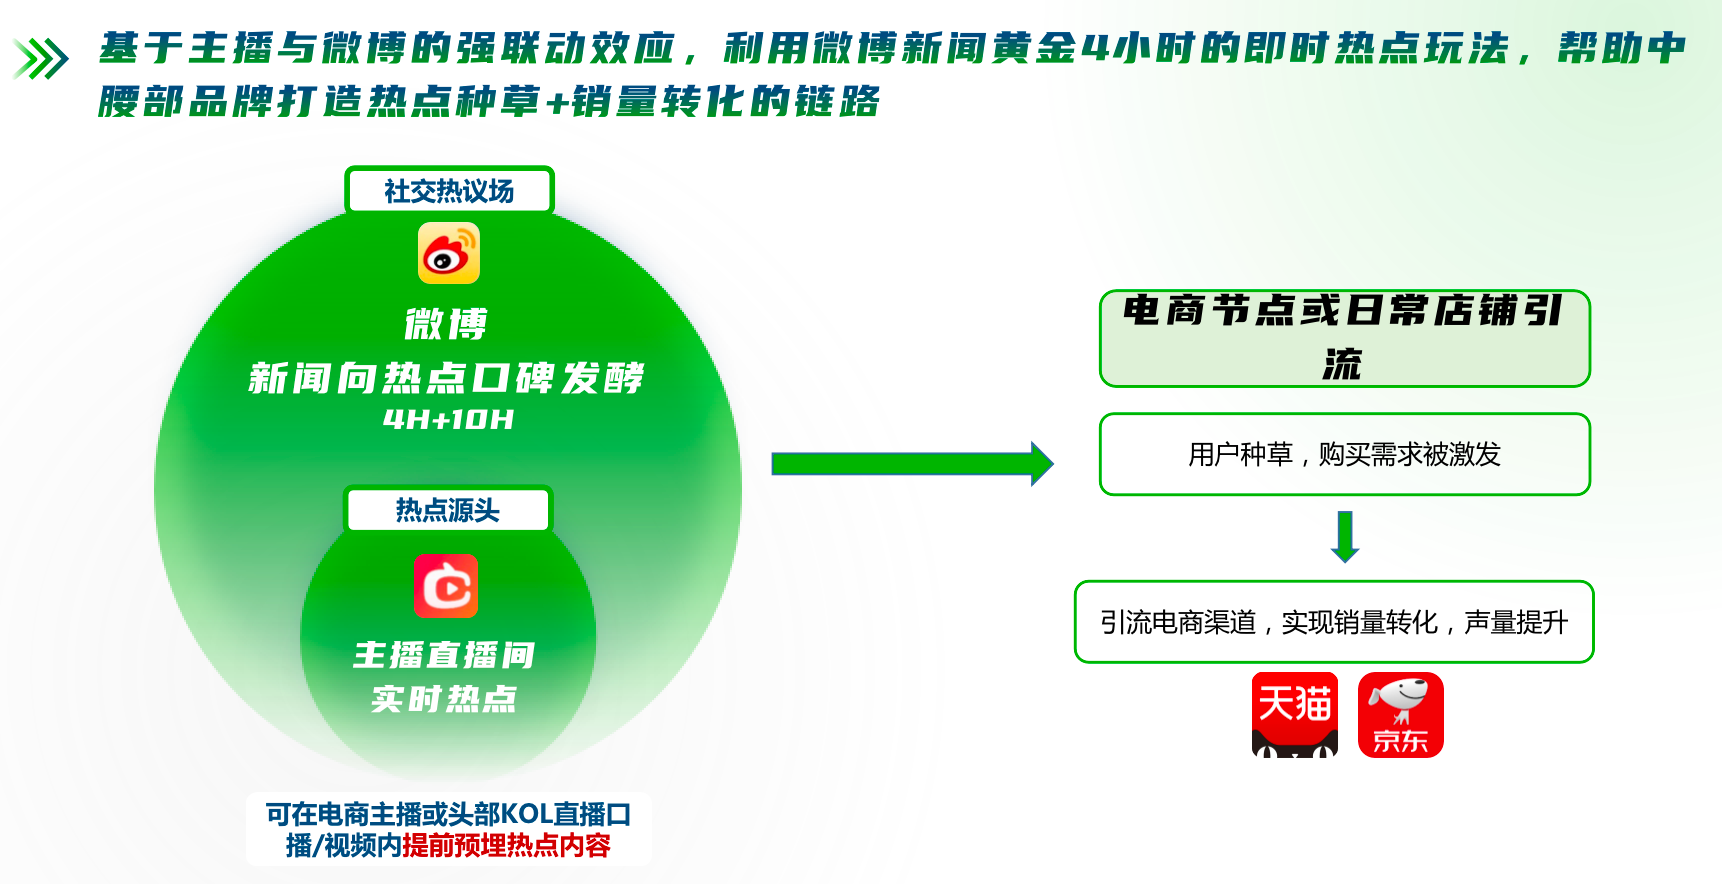 基于主播与微博的强联动效应，利用微博新闻黄金4小时的即时热点玩法，帮助中
腰部品牌打造热点种草+销量转化的链路
社交热议场
微博
新闻向热点口碑发酵
4H+10H
热点源头
主播直播间
实时热点
可在电商主播或头部KOL直播口
播/视频内提前预埋热点内容
电商节点或日常店铺引
流
用户种草，购买需求被激发
引流电商渠道，实现销量转化，声量提升
天猫
京东